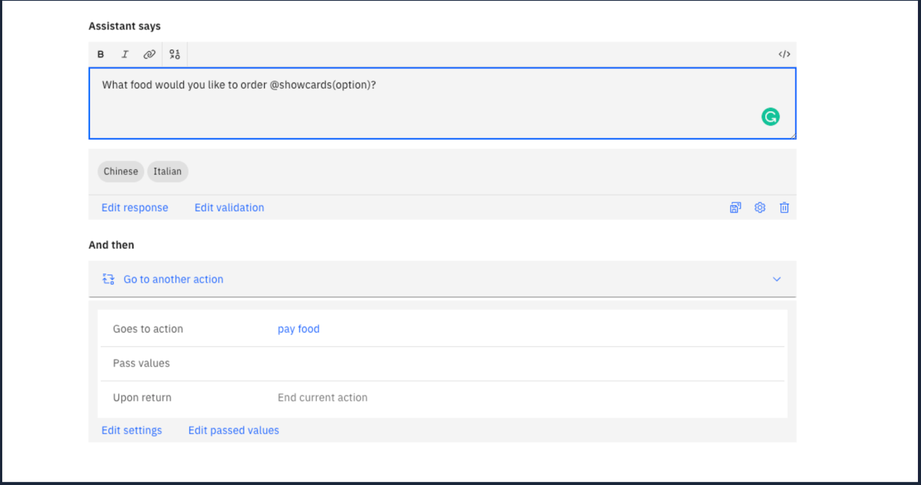 Assistant says
B I </>
What food would you like to order @showcards(option)?
Chinese Italian
Edit response Edit validation
And then
Go to another action
Goes to action pay food
Pass values
Upon return End current action
Edit settings Edit passed values